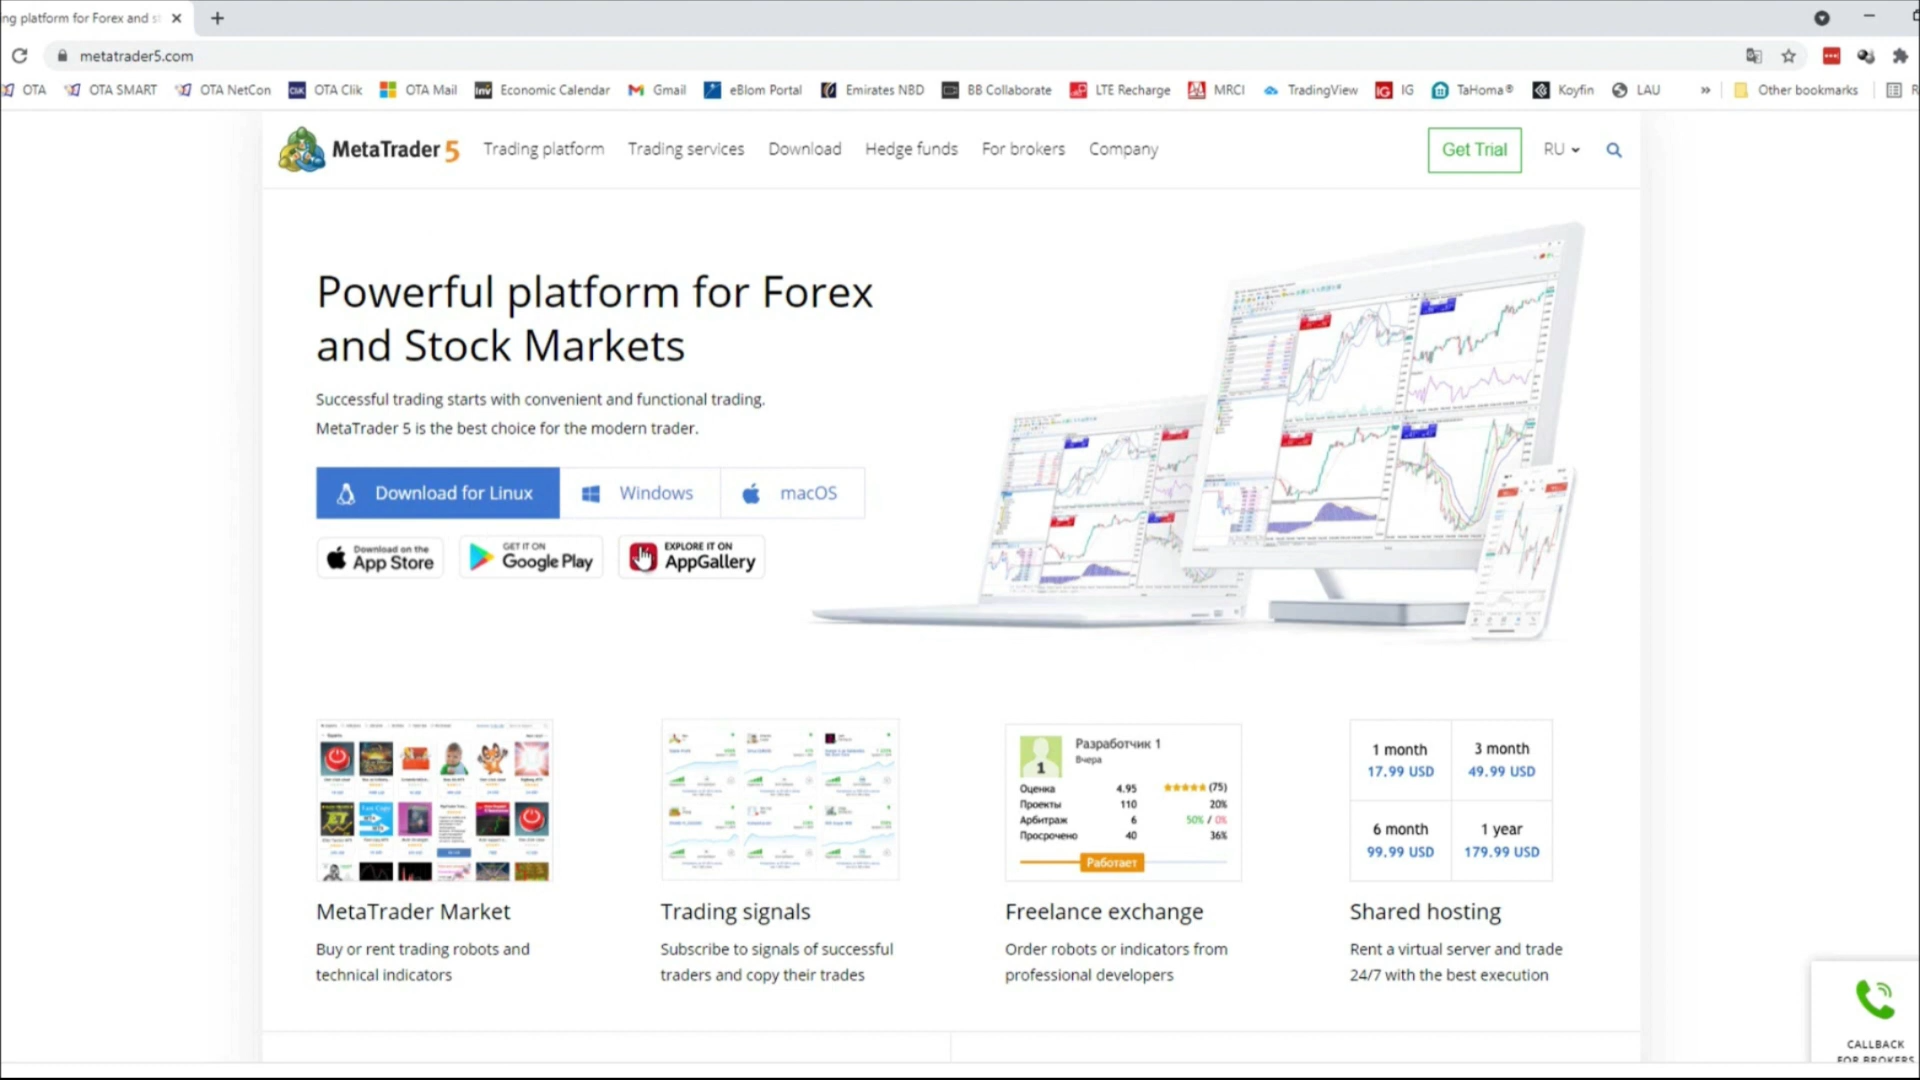 ng platform for Forex and st
metatrader5.com
OTA
OTA SMART
OTA NetCon
CliK
OTA Clik
OTA Mail
Inv
Economic Calendar
Gmail
eBlom Portal
Emirates NBD
BB Collaborate
LTE Recharge
MRCI
TradingView
IG
IG
TaHoma®
Koyfin
LAU
»
Other bookmarks
MetaTrader 5
Trading platform
Trading services
Download
Hedge funds
For brokers
Company
Get Trial
RU
Powerful platform for Forex
and Stock Markets
Successful trading starts with convenient and functional trading.
MetaTrader 5 is the best choice for the modern trader.
Download for Linux
Windows
macOS
Download on the
App Store
GET IT ON
Google Play
EXPLORE IT ON
AppGallery
1
Разработчик 1
Вчера
Оценка 4.95 (75)
Проекты 110 20%
Арбитраж 6 50% / 0%
Просрочено 40 36%
Работает
1 month
17.99 USD
3 month
49.99 USD
6 month
99.99 USD
1 year
179.99 USD
MetaTrader Market
Buy or rent trading robots and
technical indicators
Trading signals
Subscribe to signals of successful
traders and copy their trades
Freelance exchange
Order robots or indicators from
professional developers
Shared hosting
Rent a virtual server and trade
24/7 with the best execution
CALLBACK
FOR BROKERS